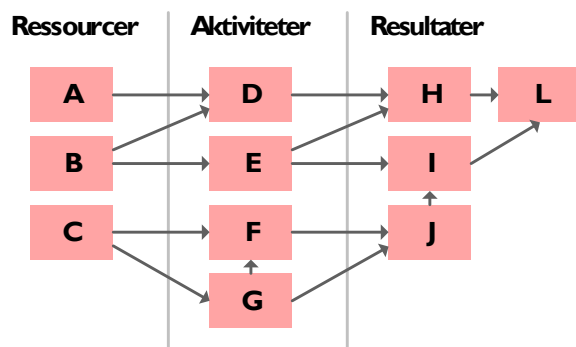 Ressourcer Aktiviteter Resultater
A D H L
B E I
C F J
G